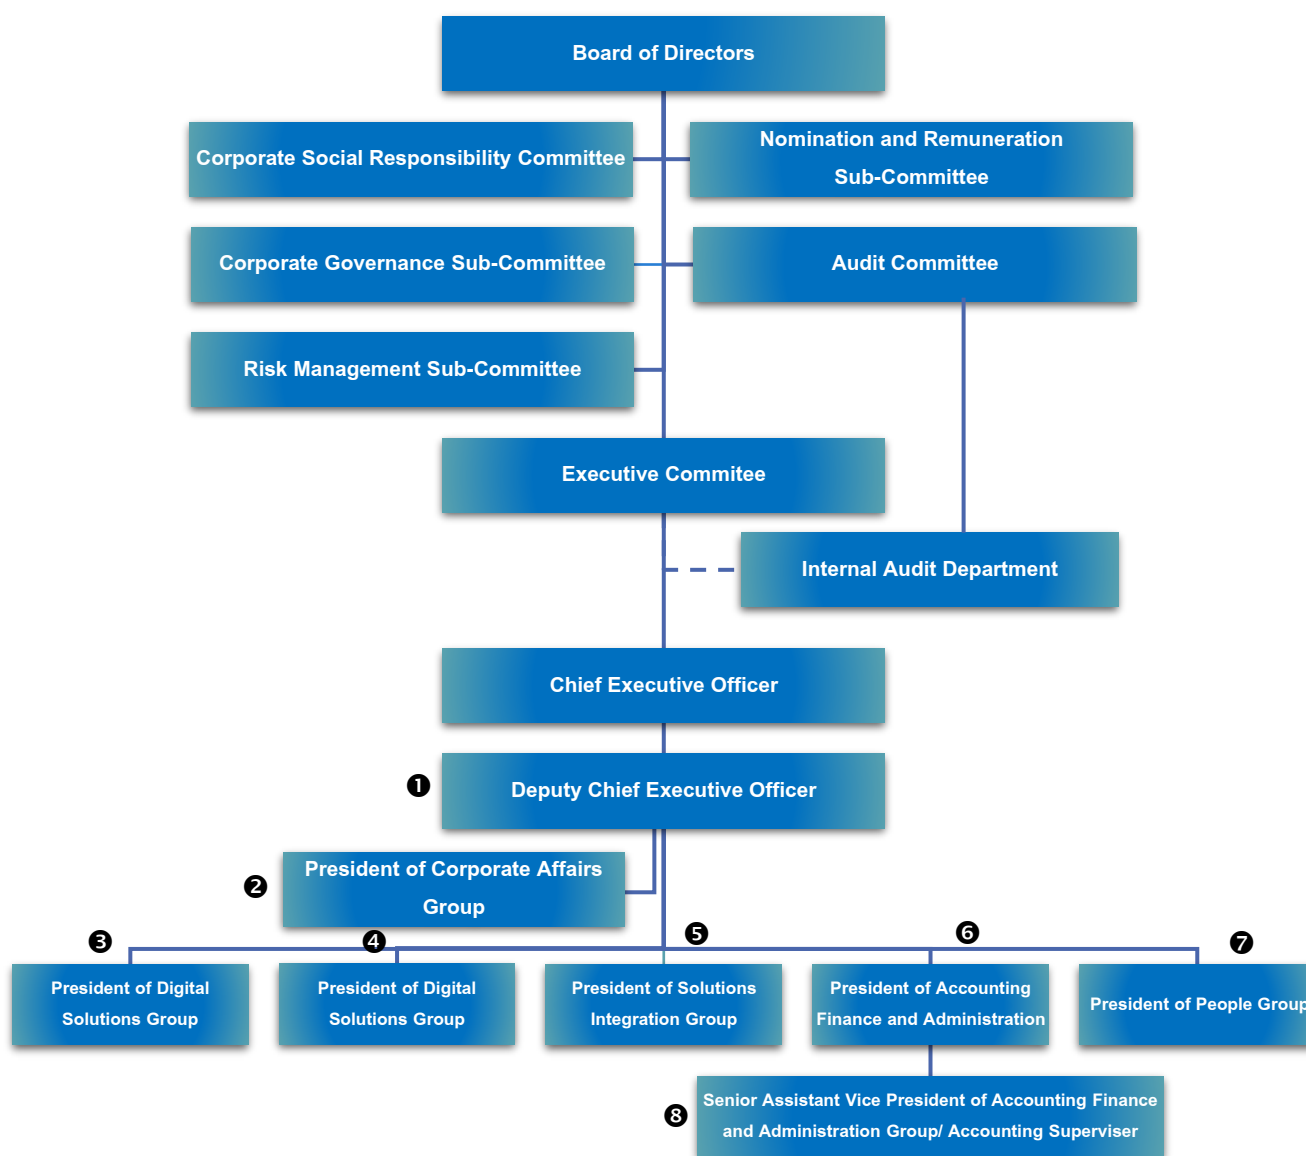 Board of Directors
Corporate Social Responsibility Committee
Nomination and Remuneration
Sub-Committee
Corporate Governance Sub-Committee
Audit Committee
Risk Management Sub-Committee
Executive Commitee
Internal Audit Department
Chief Executive Officer
❶
Deputy Chief Executive Officer
❷
President of Corporate Affairs
Group
❸
❹
❺
❻
❼
President of Digital
Solutions Group
President of Digital
Solutions Group
President of Solutions
Integration Group
President of Accounting
Finance and Administration
President of People Group
❽
Senior Assistant Vice President of Accounting Finance
and Administration Group/ Accounting Superviser